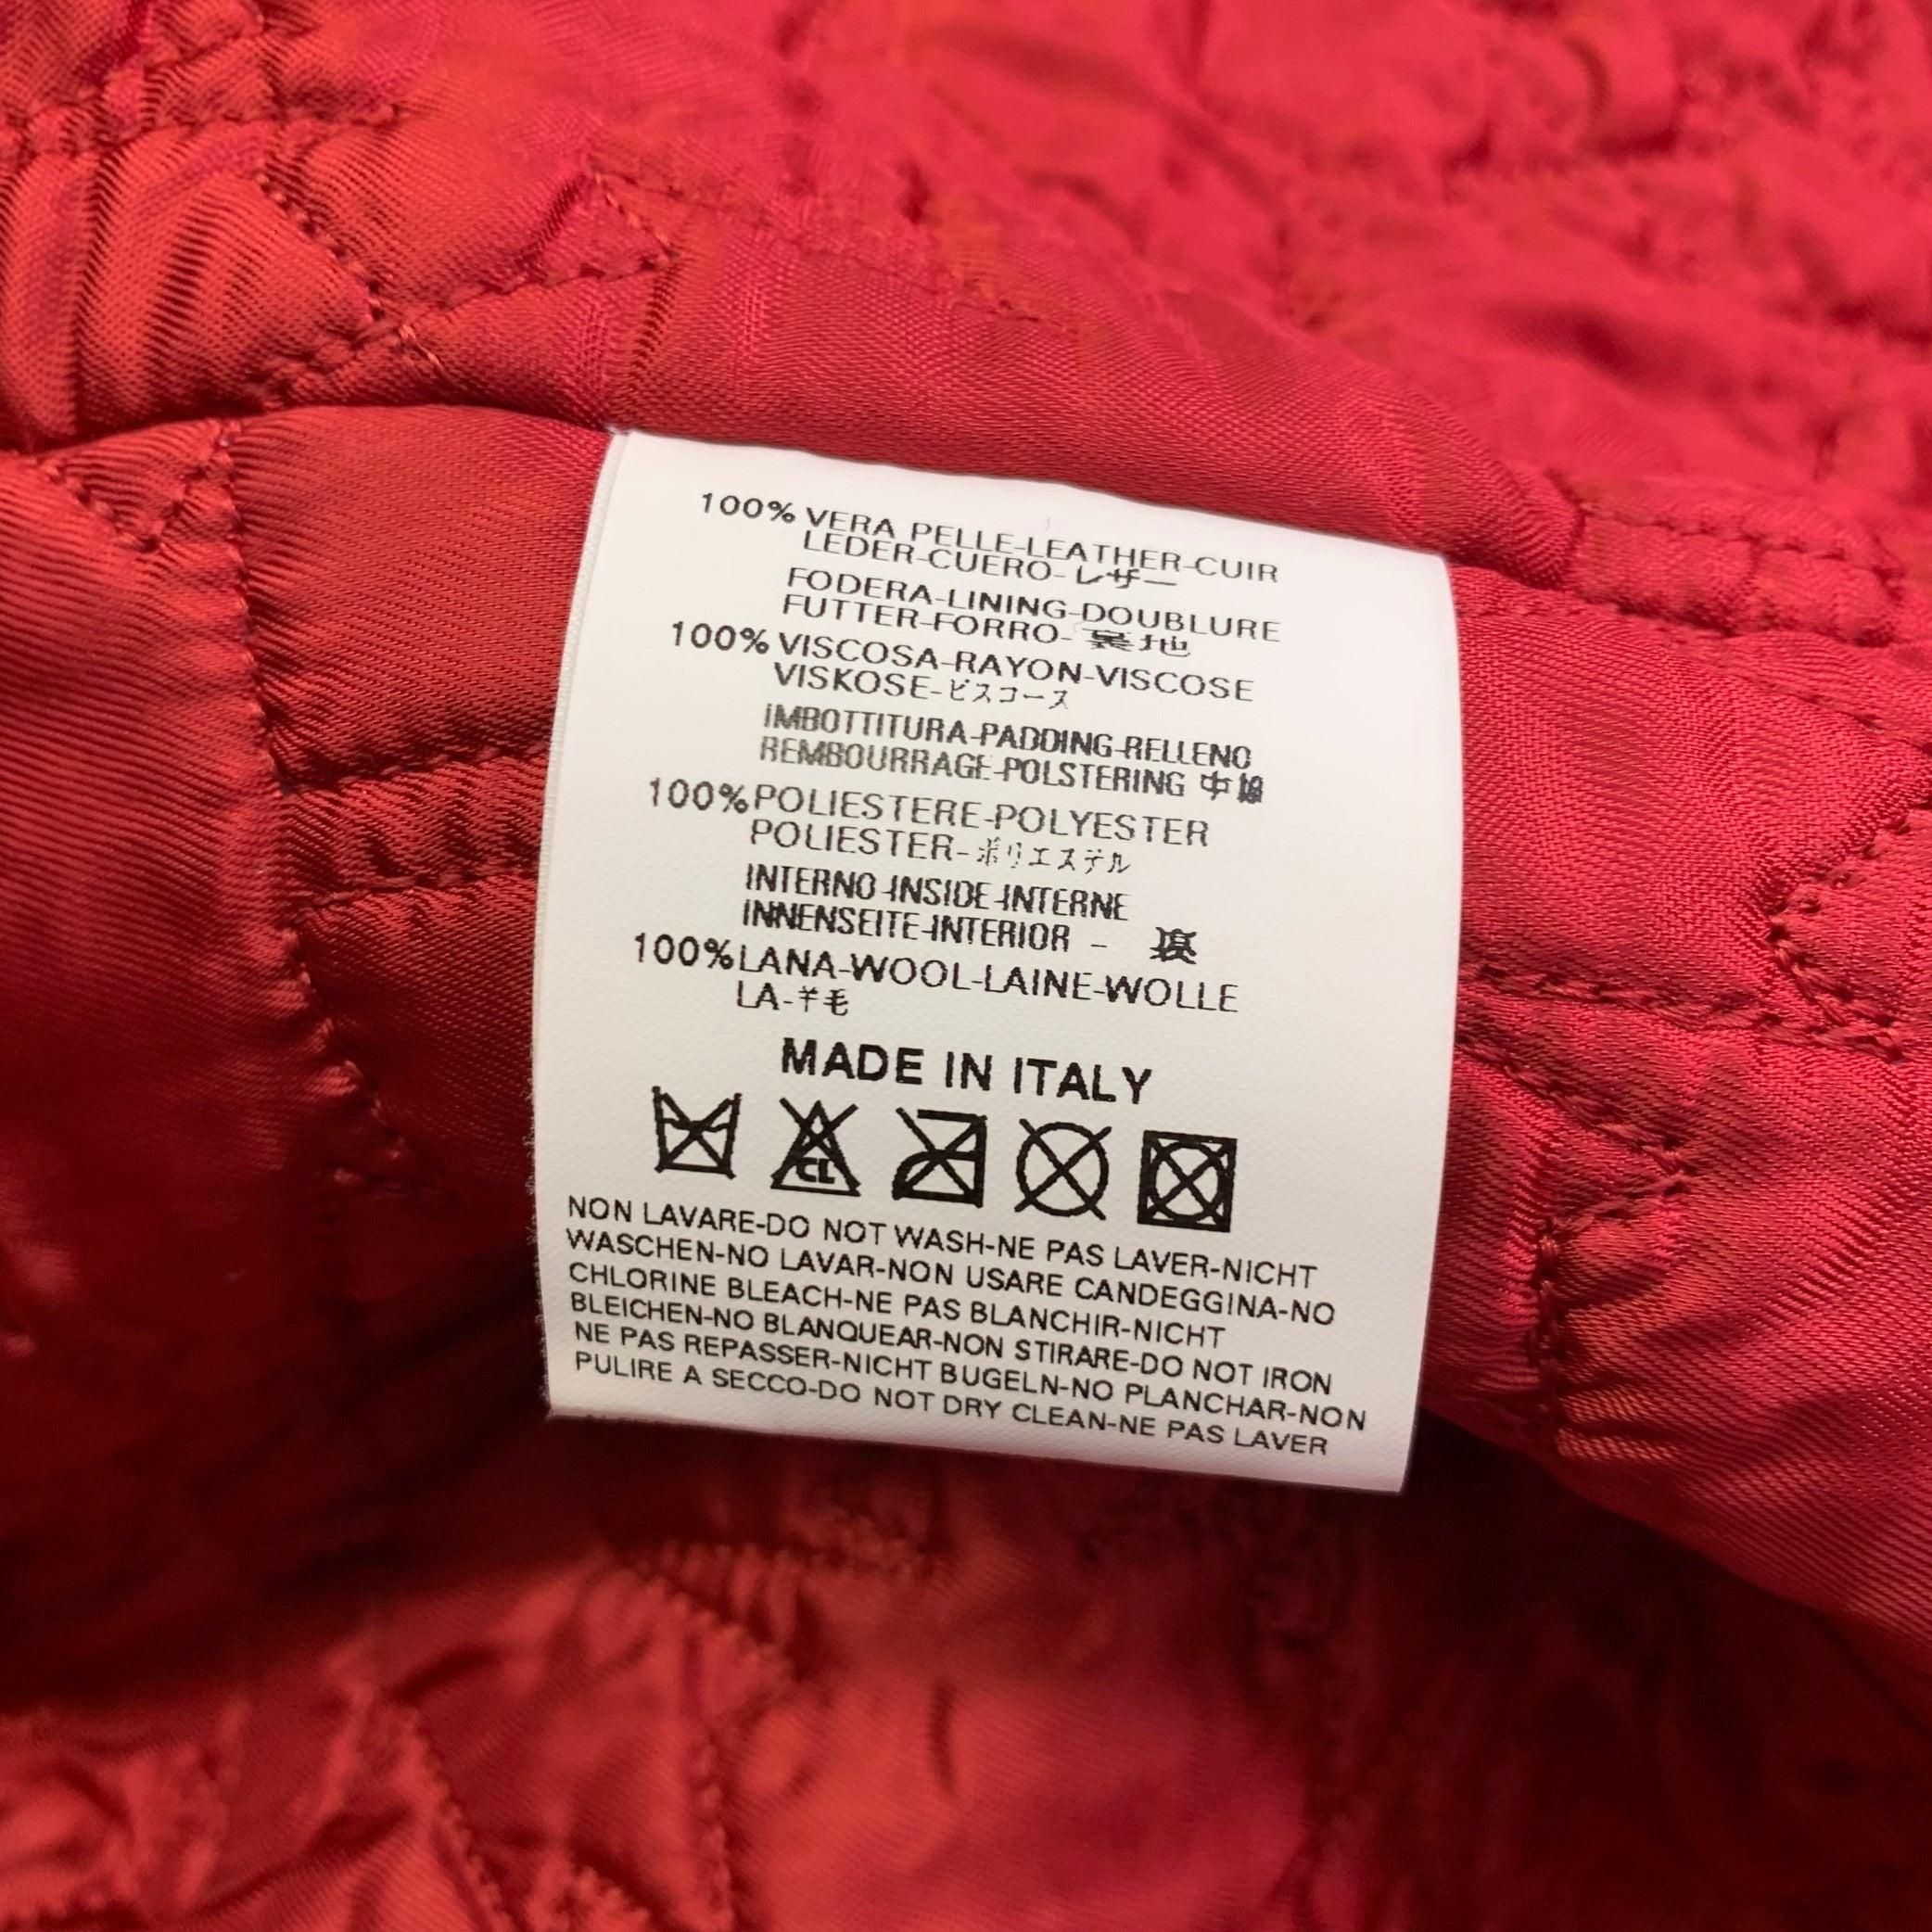 100% VERA PELLE-LEATHER-CUIR
LEDER-CUERO-レザー
FODERA-LINING-DOUBLURE
FUTTER-FORRO-裏地
100% VISCOSA-RAYON-VISCOSE
VISKOSE-ビスコース
IMBOTTITURA-PADDING-RELLENO
REMBOURRAGE-POLSTERING 中綿
100% POLIESTERE-POLYESTER
POLIESTER-ポリエステル
INTERNO-INSIDE-INTERNE
INNENSEITE-INTERIOR -
100% LANA-WOOL-LAINE-WOLLE
LA-羊毛
MADE IN ITALY
CL
NON LAVARE-DO NOT WASH-NE PAS LAVER-NICHT
WASCHEN-NO LAVAR-NON USARE CANDEGGINA-NO
CHLORINE BLEACH-NE PAS BLANCHIR-NICHT
BLEICHEN-NO BLANQUEAR-NON STIRARE-DO NOT IRON
NE PAS REPASSER-NICHT BUGELN-NO PLANCHAR-NON
PULIRE A SECCO-DO NOT DRY CLEAN-NE PAS LAVER